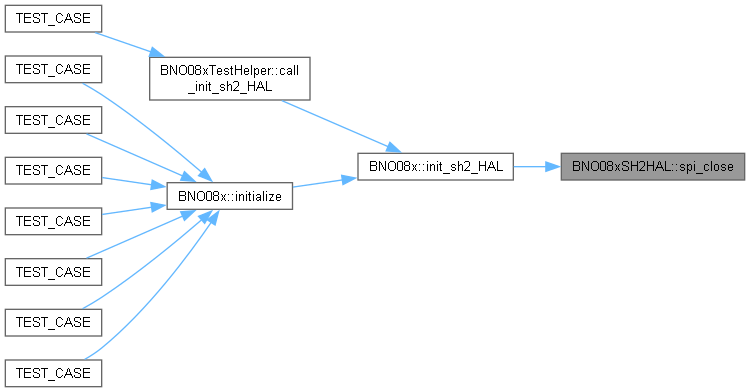 TEST_CASE
TEST_CASE
TEST_CASE
TEST_CASE
TEST_CASE
TEST_CASE
TEST_CASE
TEST_CASE
BNO08xTestHelper::call
_init_sh2_HAL
BNO08x::initialize
BNO08x::init_sh2_HAL
BNO08xSH2HAL::spi_close